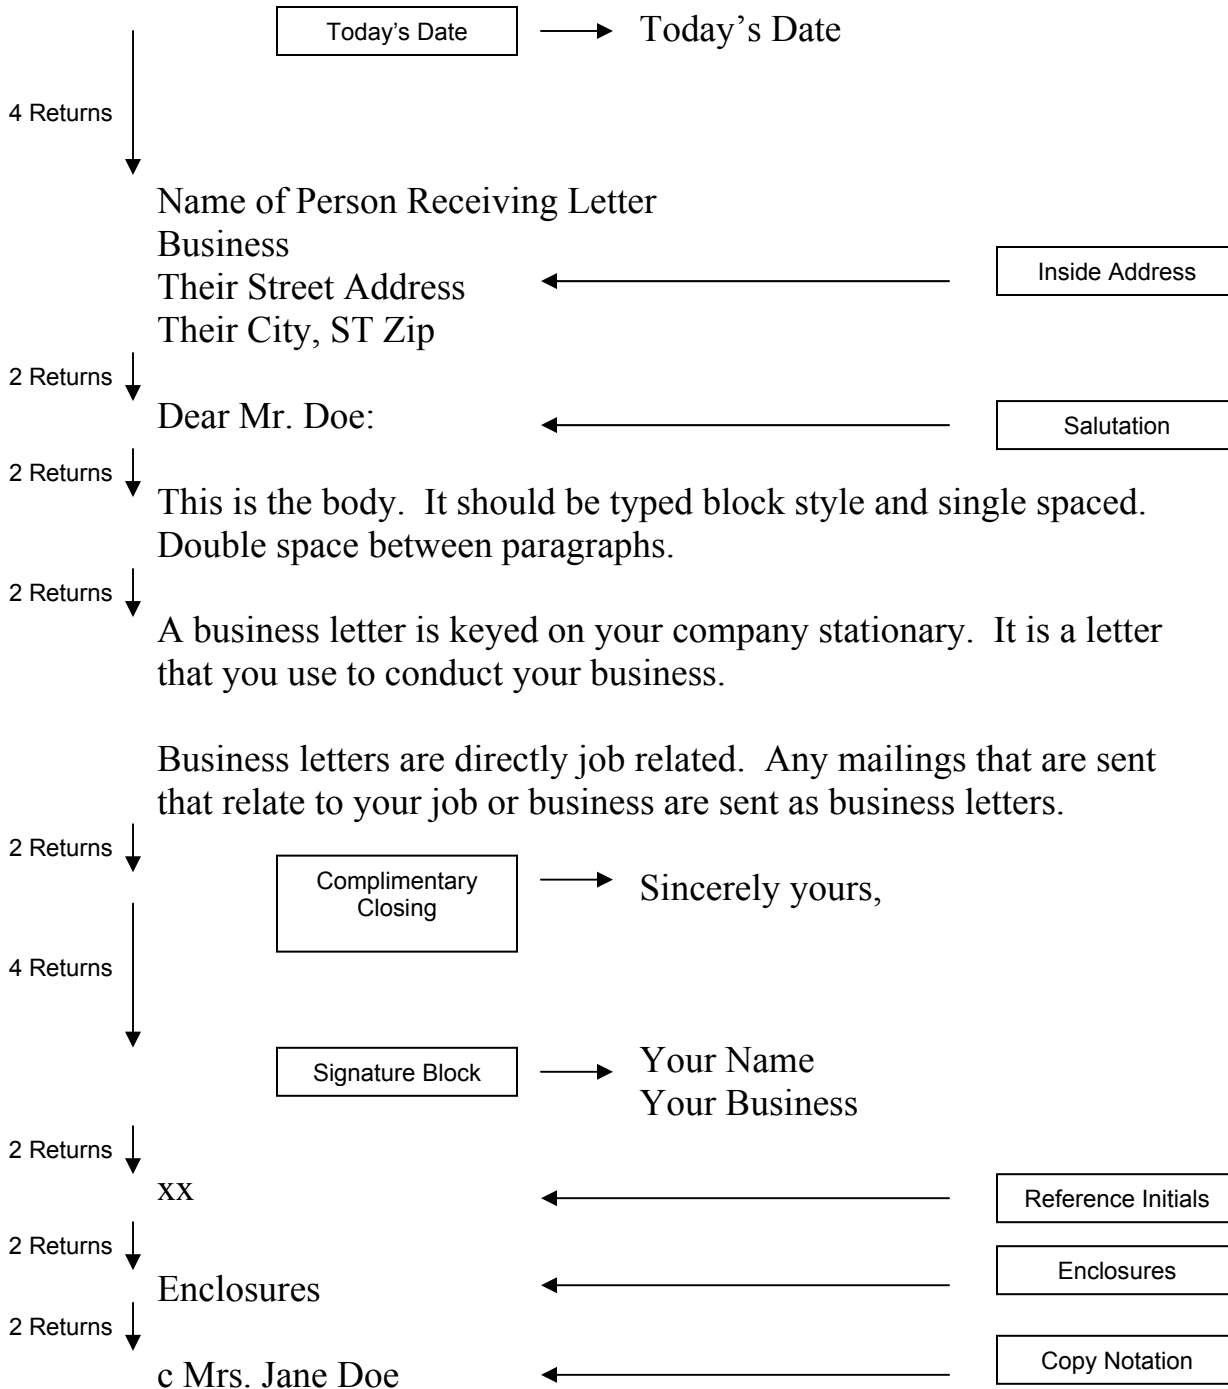 Today’s Date
Today’s Date
4 Returns
Name of Person Receiving Letter
Business
Their Street Address
Inside Address
Their City, ST Zip
2 Returns
Dear Mr. Doe:
Salutation
2 Returns
This is the body.  It should be typed block style and single spaced.
Double space between paragraphs.
2 Returns
A business letter is keyed on your company stationary.  It is a letter
that you use to conduct your business.
Business letters are directly job related.  Any mailings that are sent
that relate to your job or business are sent as business letters.
2 Returns
Complimentary
Closing
Sincerely yours,
4 Returns
Signature Block
Your Name
Your Business
2 Returns
xx
Reference Initials
2 Returns
Enclosures
Enclosures
2 Returns
c Mrs. Jane Doe
Copy Notation